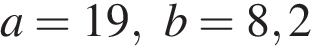 a = 19, b = 8,2